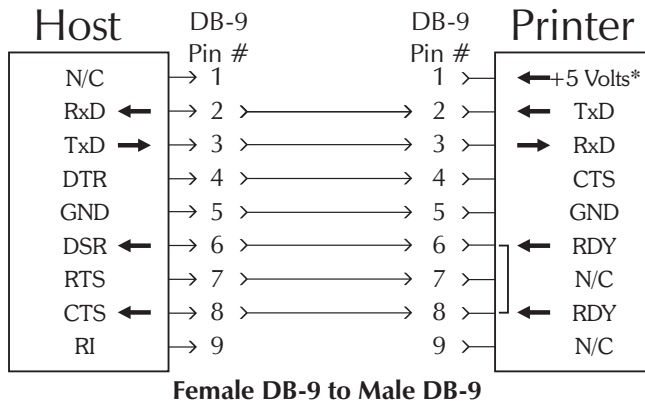 Host DB-9 Pin # DB-9 Pin # Printer
N/C 1 1 +5 Volts*
RxD 2 2 TxD
TxD 3 3 RxD
DTR 4 4 CTS
GND 5 5 GND
DSR 6 6 RDY
RTS 7 7 N/C
CTS 8 8 RDY
RI 9 9 N/C
Female DB-9 to Male DB-9